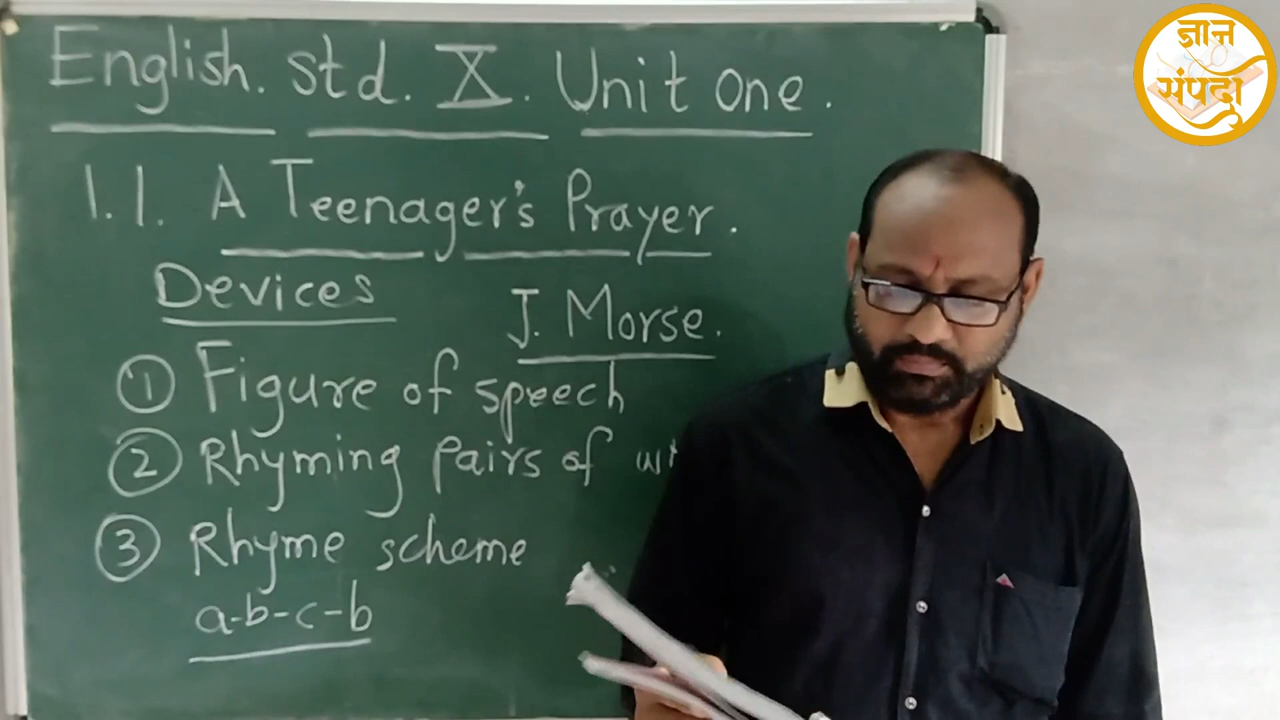 English. Std. X. Unit one.
1.1. A Teenager's Prayer.
Devices
J. Morse.
① Figure of speech
② Rhyming pairs of
③ Rhyme scheme
a-b-c-b
ज्ञान
संपदा